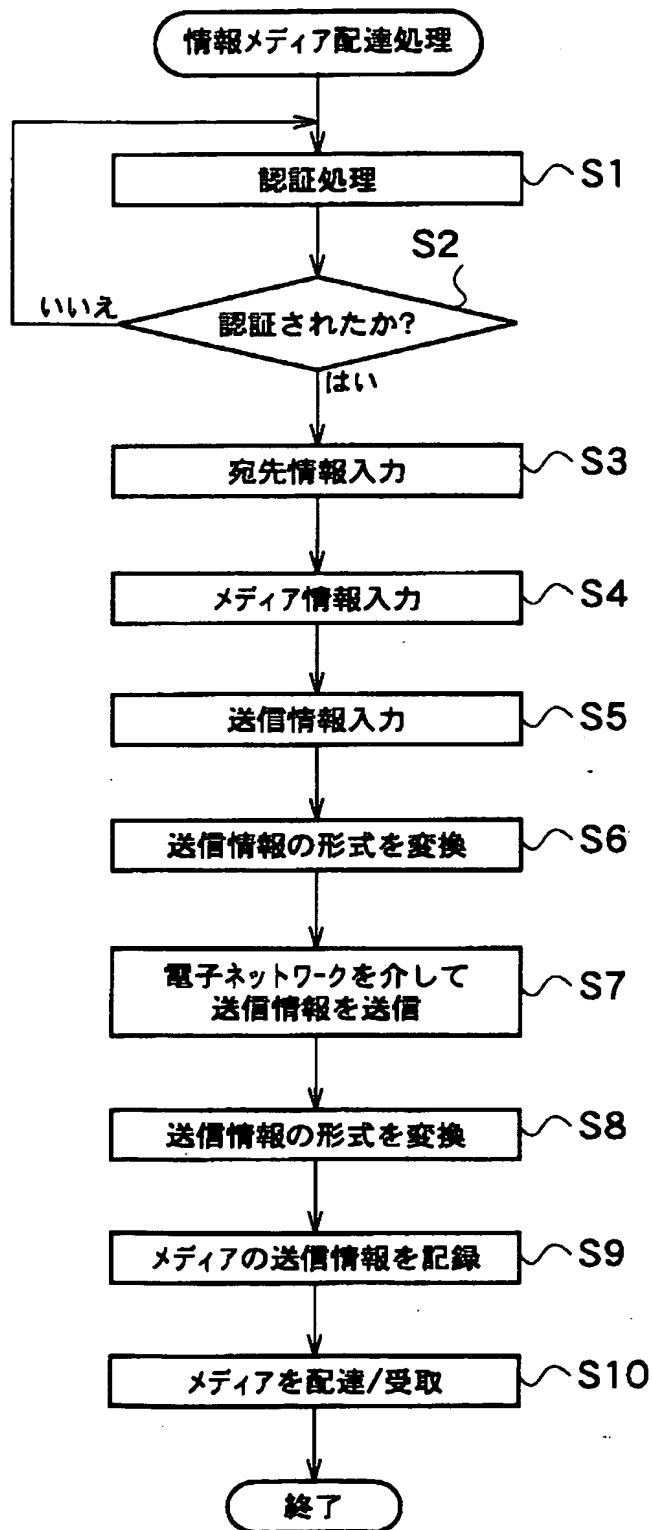 情報メディア配達処理
認証処理
S1
S2
認証されたか?
いいえ
はい
宛先情報入力
S3
メディア情報入力
S4
送信情報入力
S5
送信情報の形式を変換
S6
電子ネットワークを介して
送信情報を送信
S7
送信情報の形式を変換
S8
メディアの送信情報を記録
S9
メディアを配達/受取
S10
終了